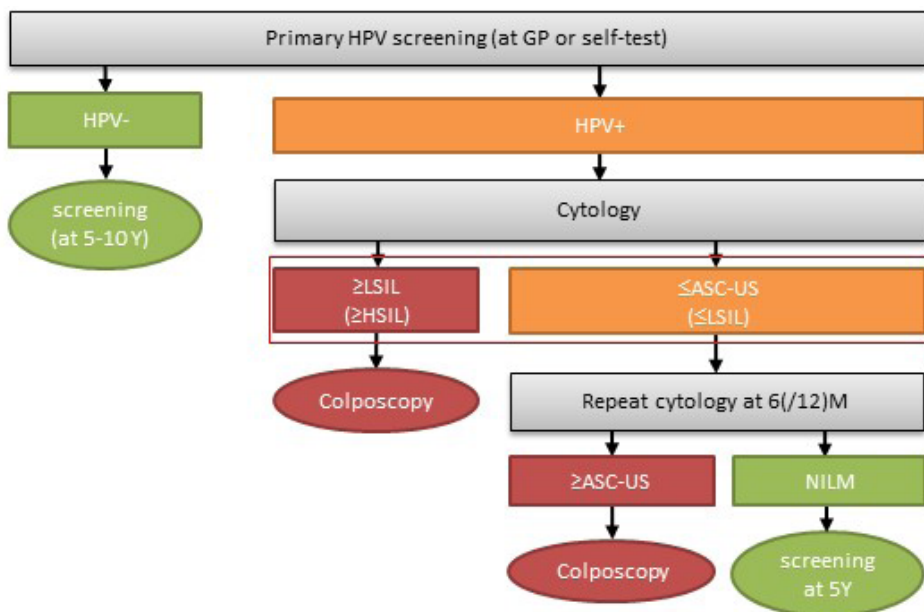 Primary HPV screening (at GP or self-test)
HPV-
HPV+
screening
(at 5-10 Y)
Cytology
≥LSIL
(≥HSIL)
≤ASC-US
(≤LSIL)
Colposcopy
Repeat cytology at 6(/12)M
≥ASC-US
NILM
Colposcopy
screening
at 5Y